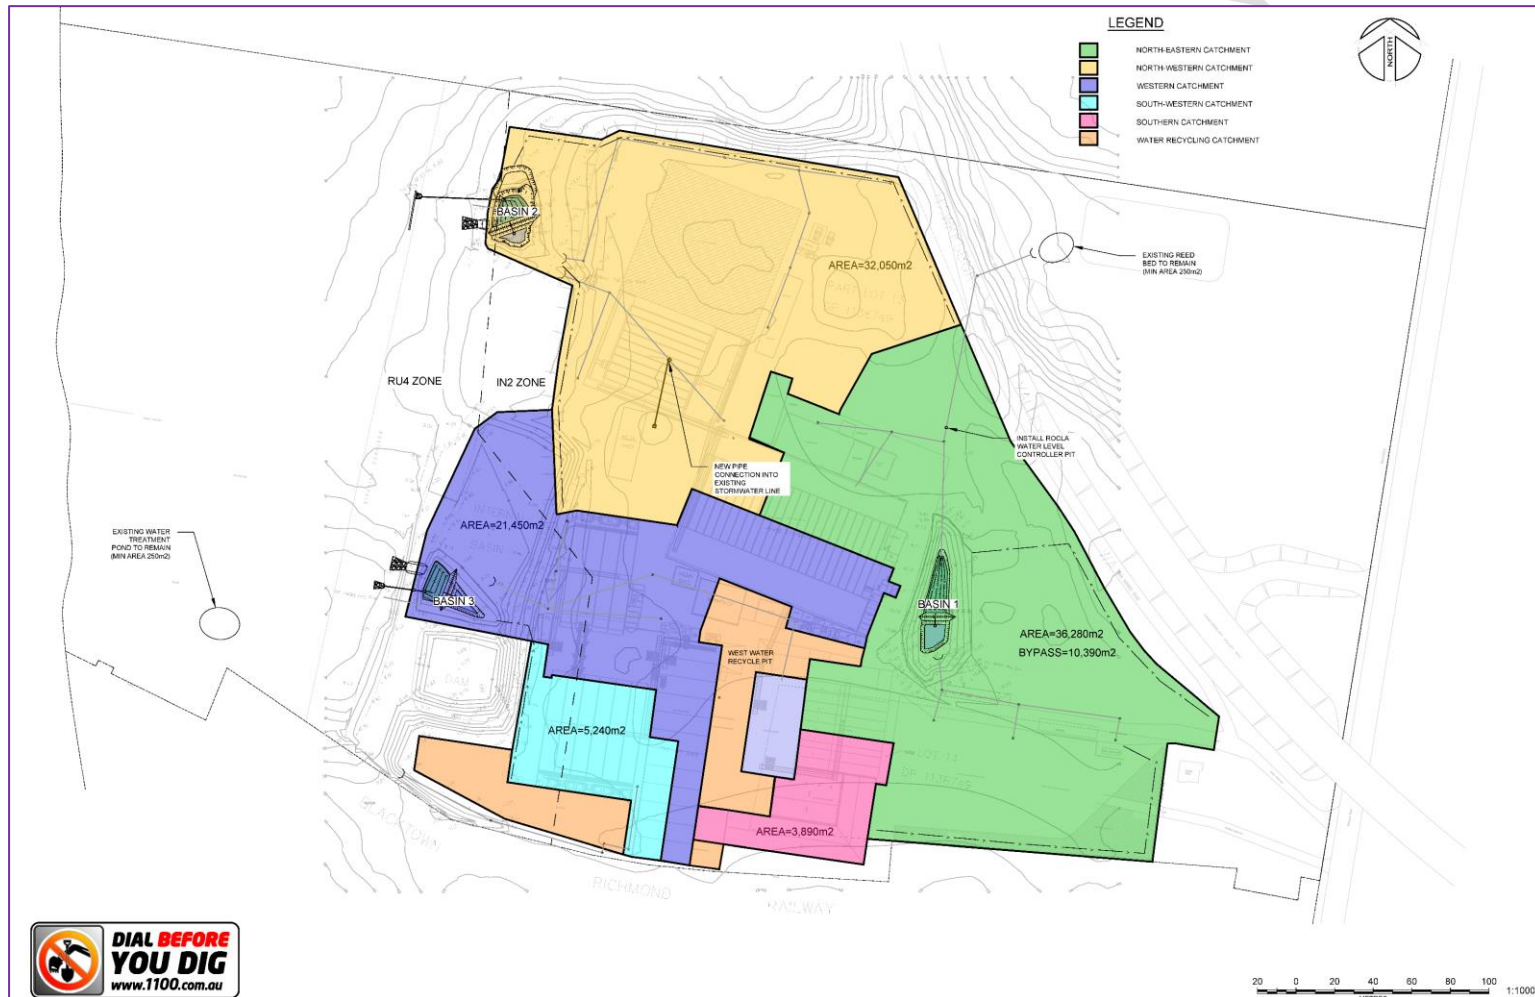 LEGEND
NORTH-EASTERN CATCHMENT
NORTH-WESTERN CATCHMENT
WESTERN CATCHMENT
SOUTH-WESTERN CATCHMENT
SOUTHERN CATCHMENT
WATER RECYCLING CATCHMENT
NORTH
BASIN 2
AREA=32,050m2
EXISTING REED
BED TO REMAIN
(MIN AREA 250m2)
RU4 ZONE
IN2 ZONE
INSTALL ROCLA
WATER LEVEL
CONTROLLER PIT
NEW PIPE
CONNECTION INTO
EXISTING
STORMWATER LINE
AREA=21,450m2
EXISTING WATER
TREATMENT
POND TO REMAIN
(MIN AREA 250m2)
BASIN 3
BASIN 1
AREA=36,280m2
BYPASS=10,390m2
WEST WATER
RECYCLE PIT
DAM
AREA=5,240m2
LOT 11
AREA=3,890m2
BLACKTOWN
RICHMOND
RAILWAY
DIAL BEFORE
YOU DIG
www.1100.com.au
20 0 20 40 60 80 100
METRES
1:1000